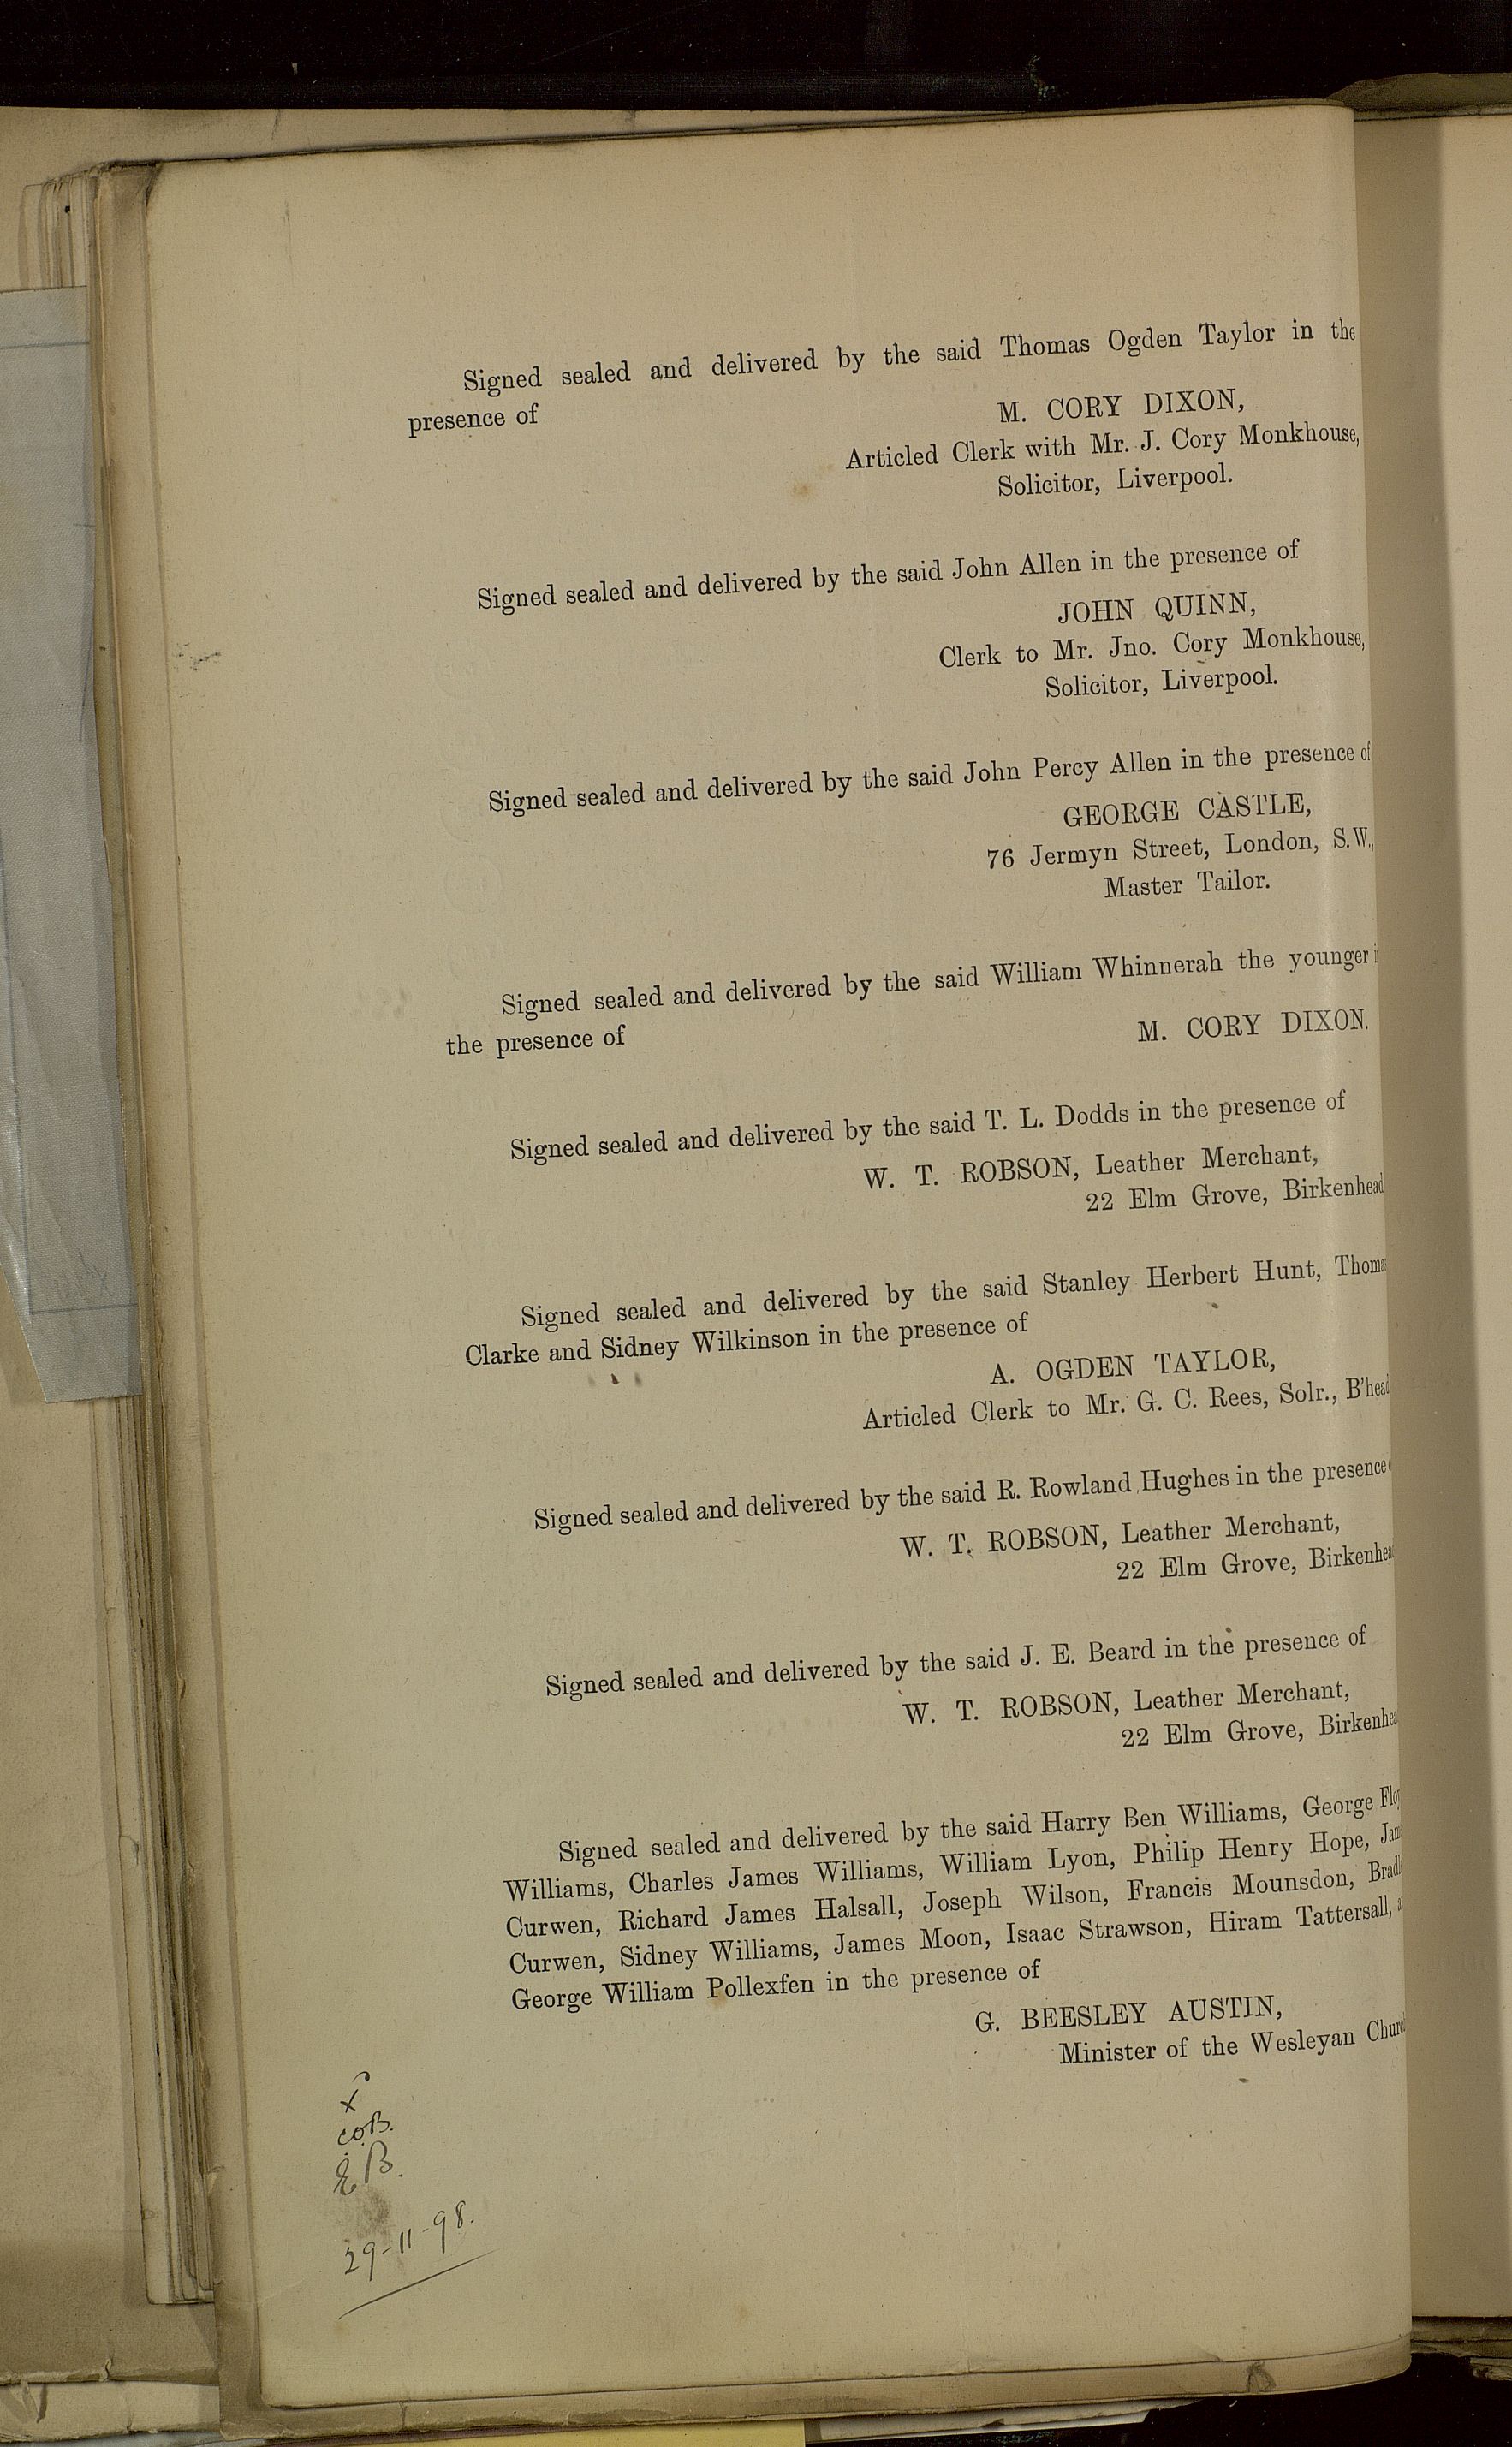 Signed sealed and delivered by the said Thomas Ogden Taylor in the
presence of
M. CORY DIXON,
Articled Clerk with Mr. J. Cory Monkhouse,
Solicitor, Liverpool.
Signed sealed and delivered by the said John Allen in the presence of
JOHN QUINN,
Clerk to Mr. Jno. Cory Monkhouse,
Solicitor, Liverpool.
Signed sealed and delivered by the said John Percy Allen in the presence of
GEORGE CASTLE,
76 Jermyn Street, London, S.W.,
Master Tailor.
Signed sealed and delivered by the said William Whinnerah the younger
the presence of
M. CORY DIXON.
Signed sealed and delivered by the said T. L. Dodds in the presence of
W. T. ROBSON, Leather Merchant,
22 Elm Grove, Birkenhead
Signed sealed and delivered by the said Stanley Herbert Hunt, Thoma
Clarke and Sidney Wilkinson in the presence of
A. OGDEN TAYLOR,
Articled Clerk to Mr. G. C. Rees, Solr., B'head
Signed sealed and delivered by the said R. Rowland Hughes in the presence
W. T. ROBSON, Leather Merchant,
22 Elm Grove, Birkenhea
Signed sealed and delivered by the said J. E. Beard in the presence of
W. T. ROBSON, Leather Merchant,
22 Elm Grove, Birkenhea
Signed sealed and delivered by the said Harry Ben Williams, George Floy
Williams, Charles James Williams, William Lyon, Philip Henry Hope, Jam
Curwen, Richard James Halsall, Joseph Wilson, Francis Mounsdon, Bradl
Curwen, Sidney Williams, James Moon, Isaac Strawson, Hiram Tattersall, a
George William Pollexfen in the presence of
G. BEESLEY AUSTIN,
Minister of the Wesleyan Churc
E.B.
29-11-98.